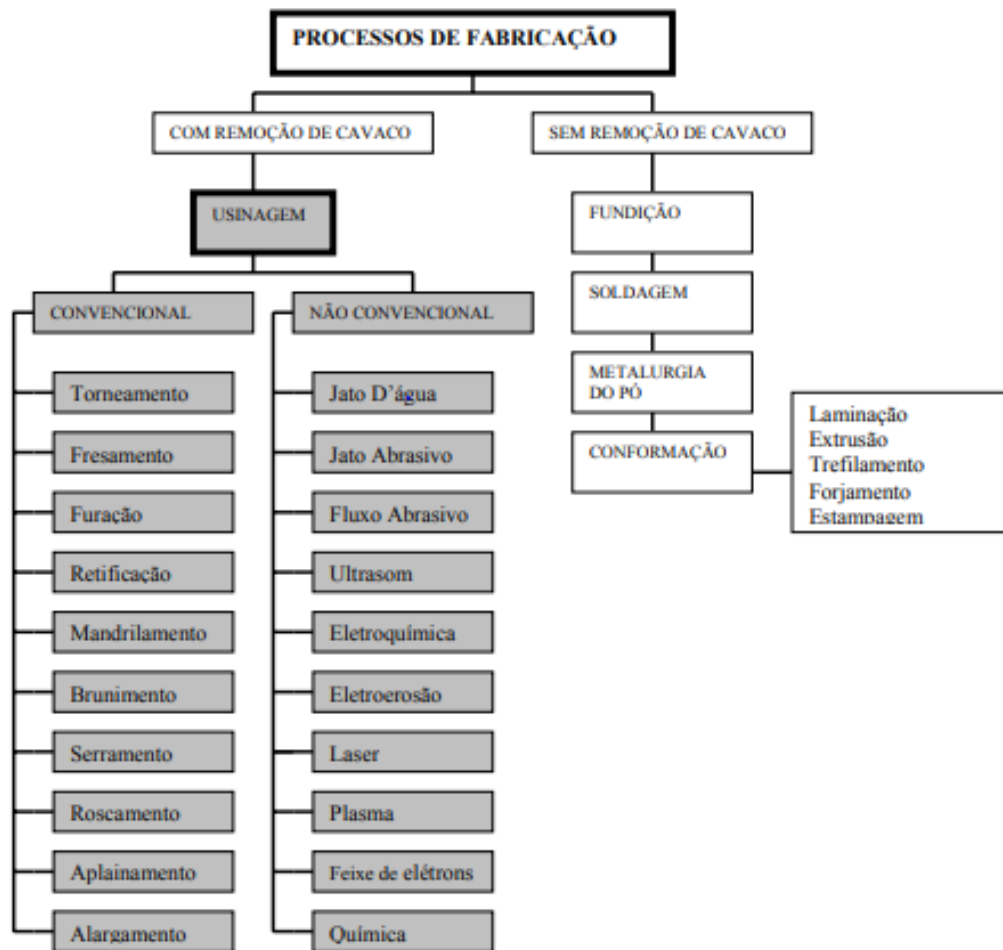 PROCESSOS DE FABRICAÇÃO
COM REMOÇÃO DE CAVACO
SEM REMOÇÃO DE CAVACO
USINAGEM
CONVENCIONAL
NÃO CONVENCIONAL
Torneamento
Fresamento
Furação
Retificação
Mandrilamento
Brunimento
Serramento
Roscamento
Aplainamento
Alargamento
Jato D'água
Jato Abrasivo
Fluxo Abrasivo
Ultrasom
Eletroquímica
Eletroerosão
Laser
Plasma
Feixe de elétrons
Química
FUNDIÇÃO
SOLDAGEM
METALURGIA
DO PÓ
CONFORMAÇÃO
Laminação
Extrusão
Trefilamento
Forjamento
Estampagem